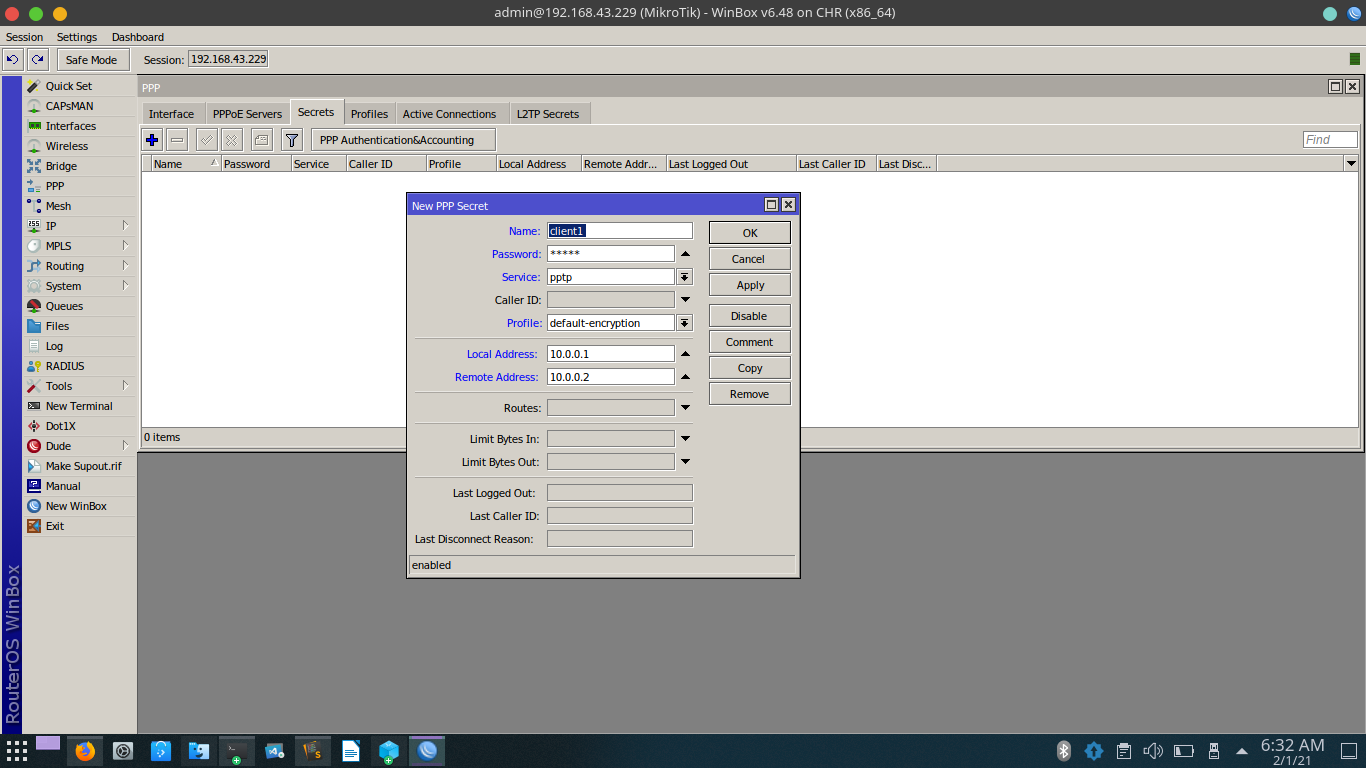 admin@192.168.43.229 (MikroTik) - WinBox v6.48 on CHR (x86_64)
Session Settings Dashboard
Safe Mode Session: 192.168.43.229
Quick Set
CAPsMAN
Interfaces
Wireless
Bridge
PPP
Mesh
IP
MPLS
Routing
System
Queues
Files
Log
RADIUS
Tools
New Terminal
Dot1X
Dude
Make Supout.rif
Manual
New WinBox
Exit
RouterOS WinBox
PPP
Interface PPPoE Servers Secrets Profiles Active Connections L2TP Secrets
PPP Authentication&Accounting Find
Name Password Service Caller ID Profile Local Address Remote Addr... Last Logged Out Last Caller ID Last Disc...
0 items
New PPP Secret
Name: client1
Password: *****
Service: pptp
Caller ID:
Profile: default-encryption
Local Address: 10.0.0.1
Remote Address: 10.0.0.2
Routes:
Limit Bytes In:
Limit Bytes Out:
Last Logged Out:
Last Caller ID:
Last Disconnect Reason:
enabled
OK
Cancel
Apply
Disable
Comment
Copy
Remove
6:32 AM
2/1/21